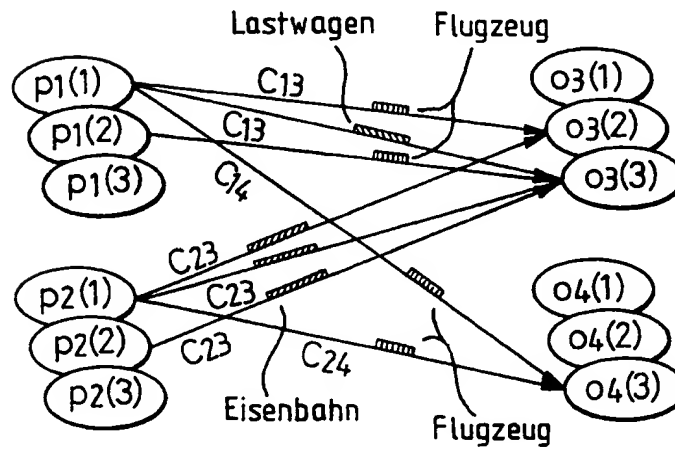 Lastwagen Flugzeug
p1(1) C13 o3(1)
p1(2) C13 o3(2)
p1(3) C14 o3(3)
p2(1) C23 o4(1)
p2(2) C23 o4(2)
p2(3) C23 C24 o4(3)
Eisenbahn Flugzeug